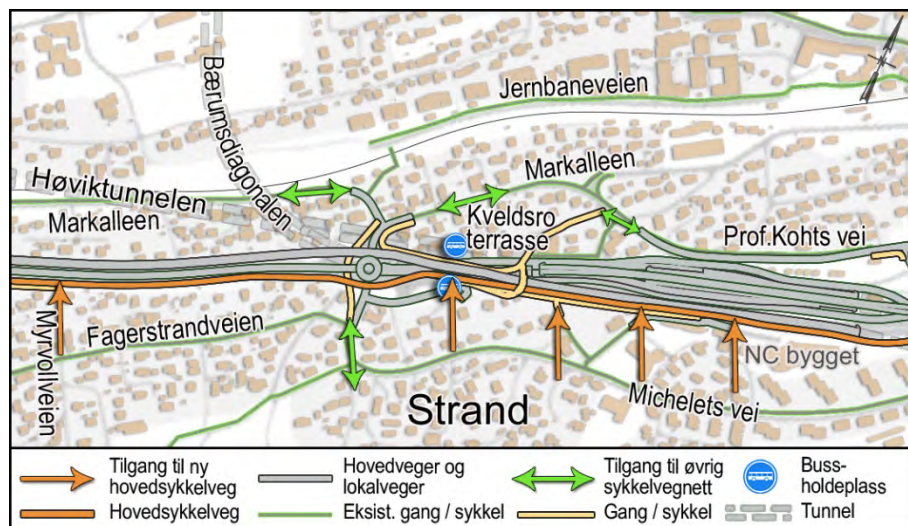 Bærumsdiagonalen
Jernbaneveien
Markalleen
Høviktunnelen
Markalleen
Kveldsro
terrasse
Prof.Kohts vei
Myrvollveien
Fagerstrandveien
NC bygget
Michelets vei
Strand
Tilgang til ny
hovedsykkelveg
Hovedveger og
lokalveger
Tilgang til øvrig
sykkelvegnett
Buss-
holdeplass
Hovedsykkelveg
Eksist. gang / sykkel
Gang / sykkel
Tunnel